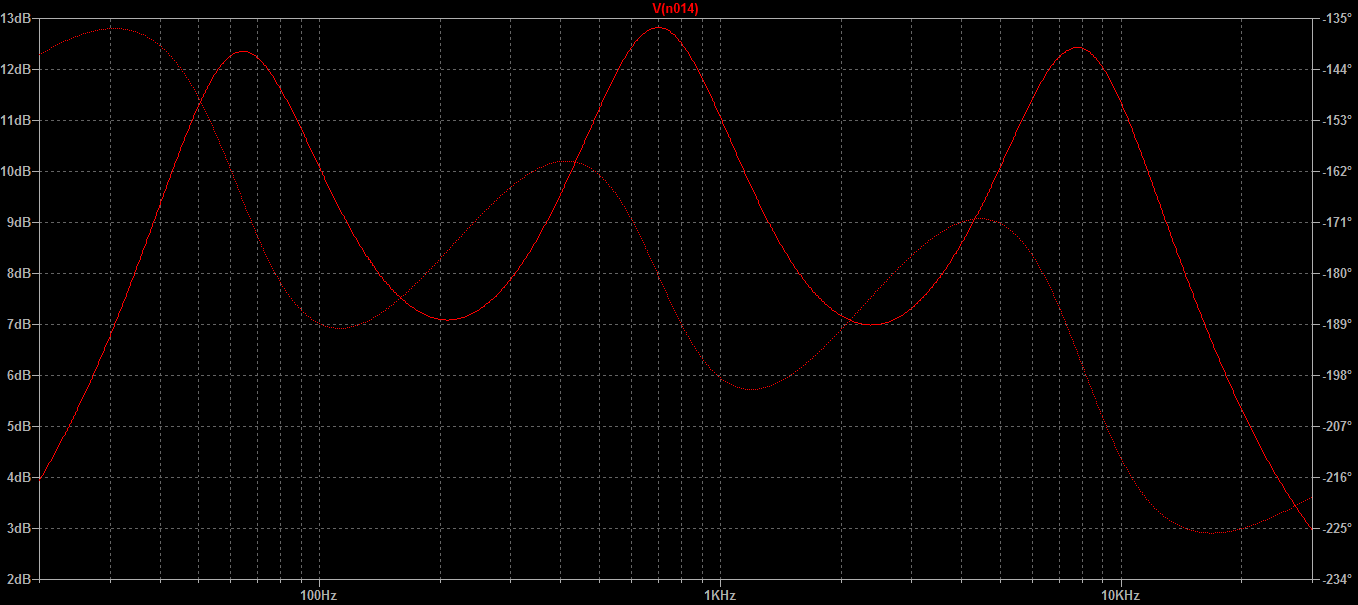 V(n014)
13dB -135°
12dB -144°
11dB -153°
10dB -162°
9dB -171°
8dB -180°
7dB -189°
6dB -198°
5dB -207°
4dB -216°
3dB -225°
2dB -234°
100Hz 1KHz 10KHz